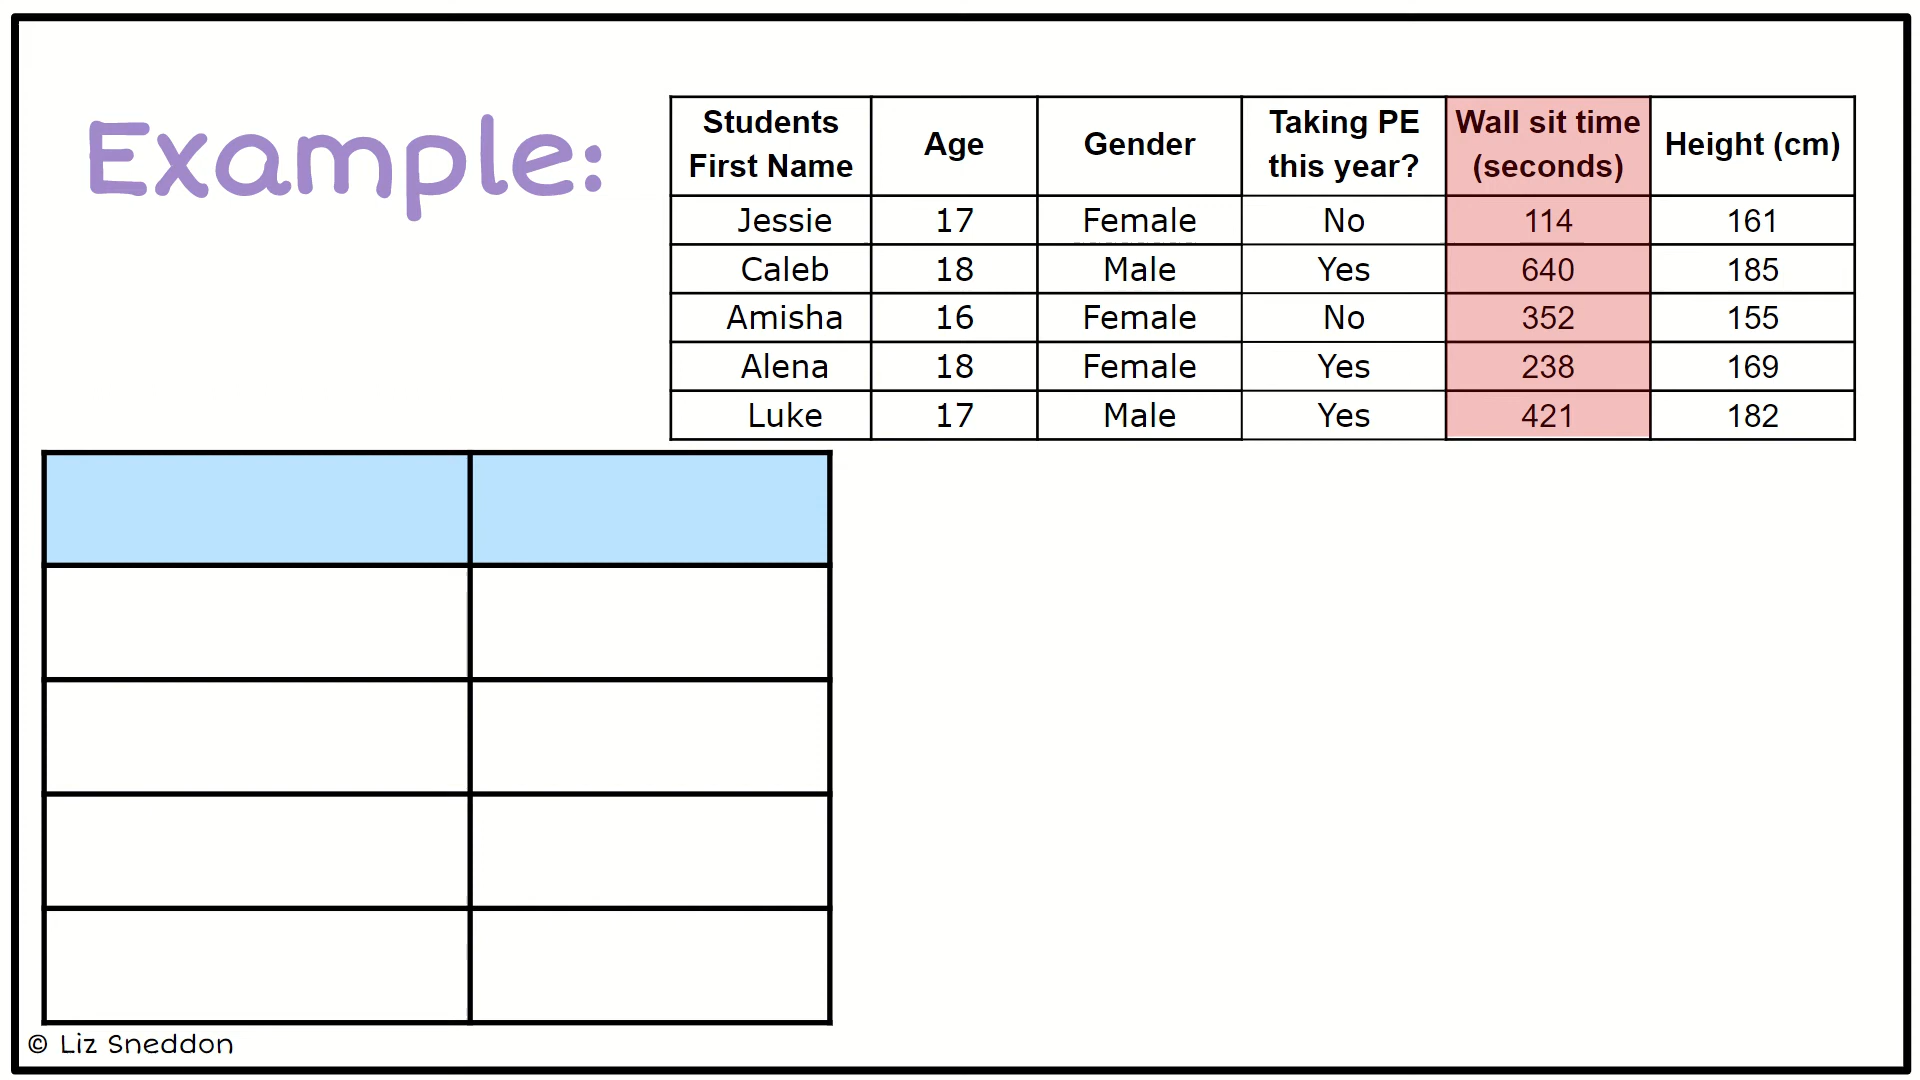 Example:
Students First Name Age Gender Taking PE this year? Wall sit time (seconds) Height (cm)
Jessie 17 Female No 114 161
Caleb 18 Male Yes 640 185
Amisha 16 Female No 352 155
Alena 18 Female Yes 238 169
Luke 17 Male Yes 421 182
© Liz Sneddon